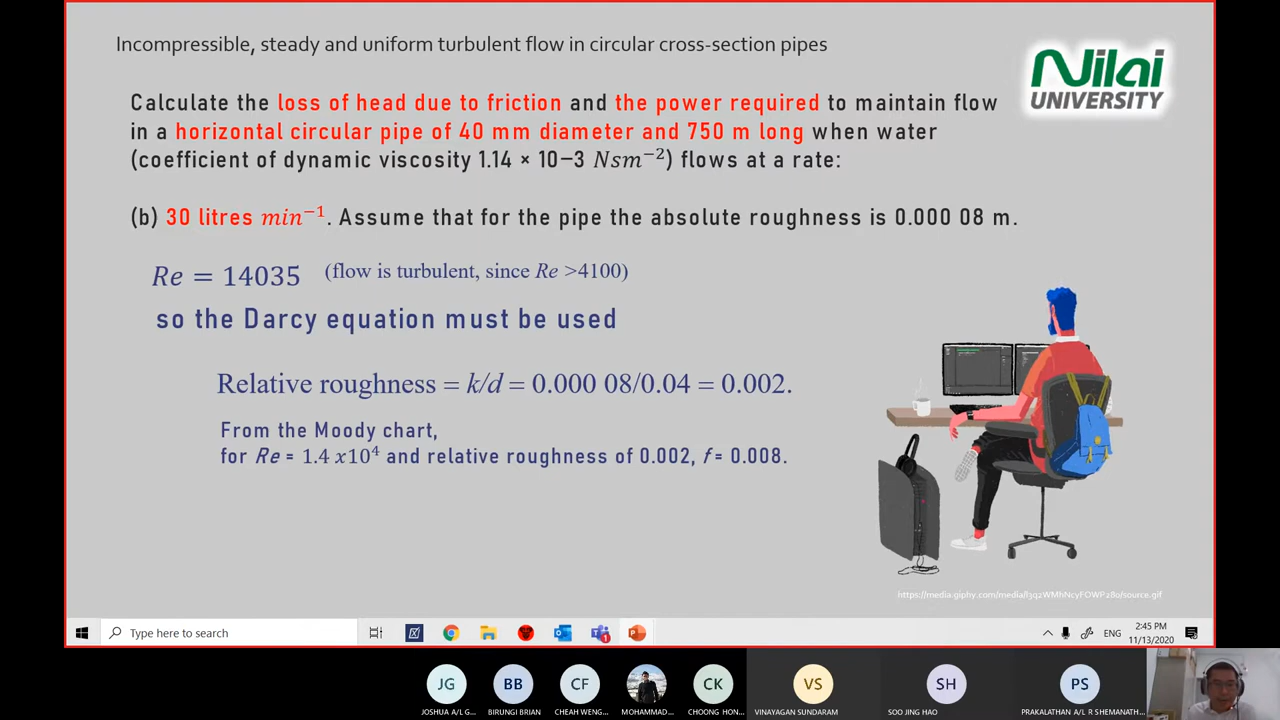 Incompressible, steady and uniform turbulent flow in circular cross-section pipes
Nilai
UNIVERSITY
Calculate the loss of head due to friction and the power required to maintain flow
in a horizontal circular pipe of 40 mm diameter and 750 m long when water
(coefficient of dynamic viscosity 1.14 × 10−3 Nsm⁻²) flows at a rate:
(b) 30 litres min⁻¹. Assume that for the pipe the absolute roughness is 0.000 08 m.
Re = 14035 (flow is turbulent, since Re >4100)
so the Darcy equation must be used
Relative roughness = k/d = 0.000 08/0.04 = 0.002.
From the Moody chart,
for Re = 1.4 x10⁴ and relative roughness of 0.002, f = 0.008.
Type here to search
ENG
2:45 PM
11/13/2020
JG
BB
CF
CK
VS
SH
PS
JOSHUA A/L G...
BIRUNGI BRIAN
CHEAH WENG...
MOHAMMAD...
CHOONG HON...
VINAYAGAN SUNDARAM
SOO JING HAO
PRAKALATHAN A/L R SHEMANATH...